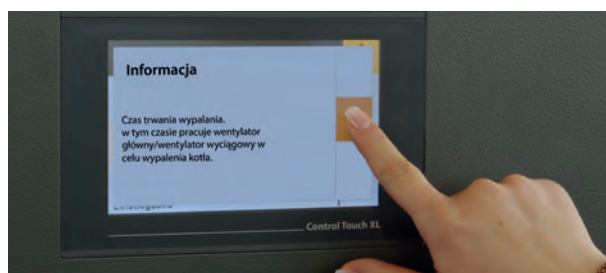 Informacja
Czas trwania wypalania.
w tym czasie pracuje wentylator
główny/wentylator wyciągowy w
celu wypalenia kotła.
Control Touch XL